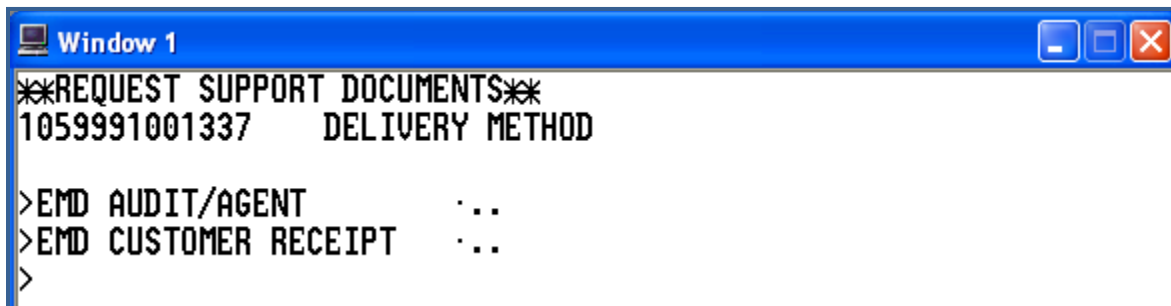 Window 1
**REQUEST SUPPORT DOCUMENTS**
1059991001337 DELIVERY METHOD
>EMD AUDIT/AGENT ·..
>EMD CUSTOMER RECEIPT ·..
>